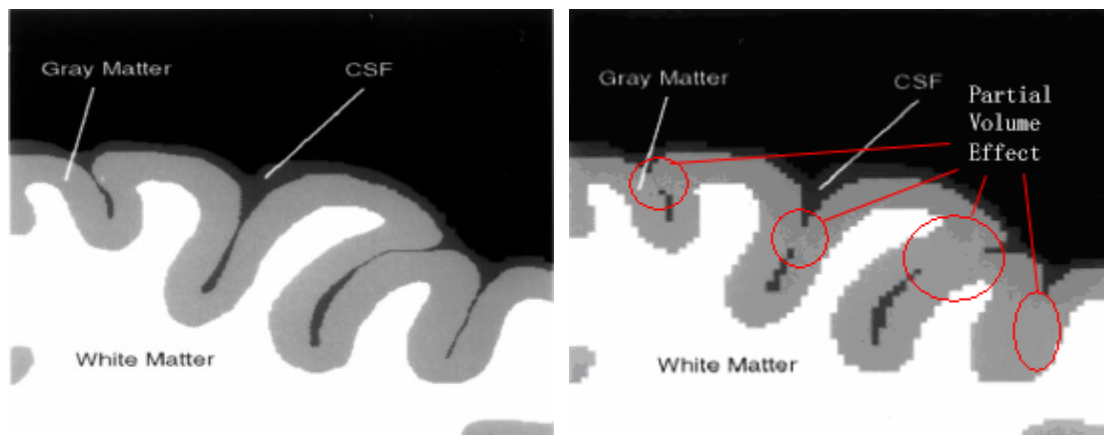 Gray Matter
CSF
White Matter
Gray Matter
CSF
Partial
Volume
Effect
White Matter